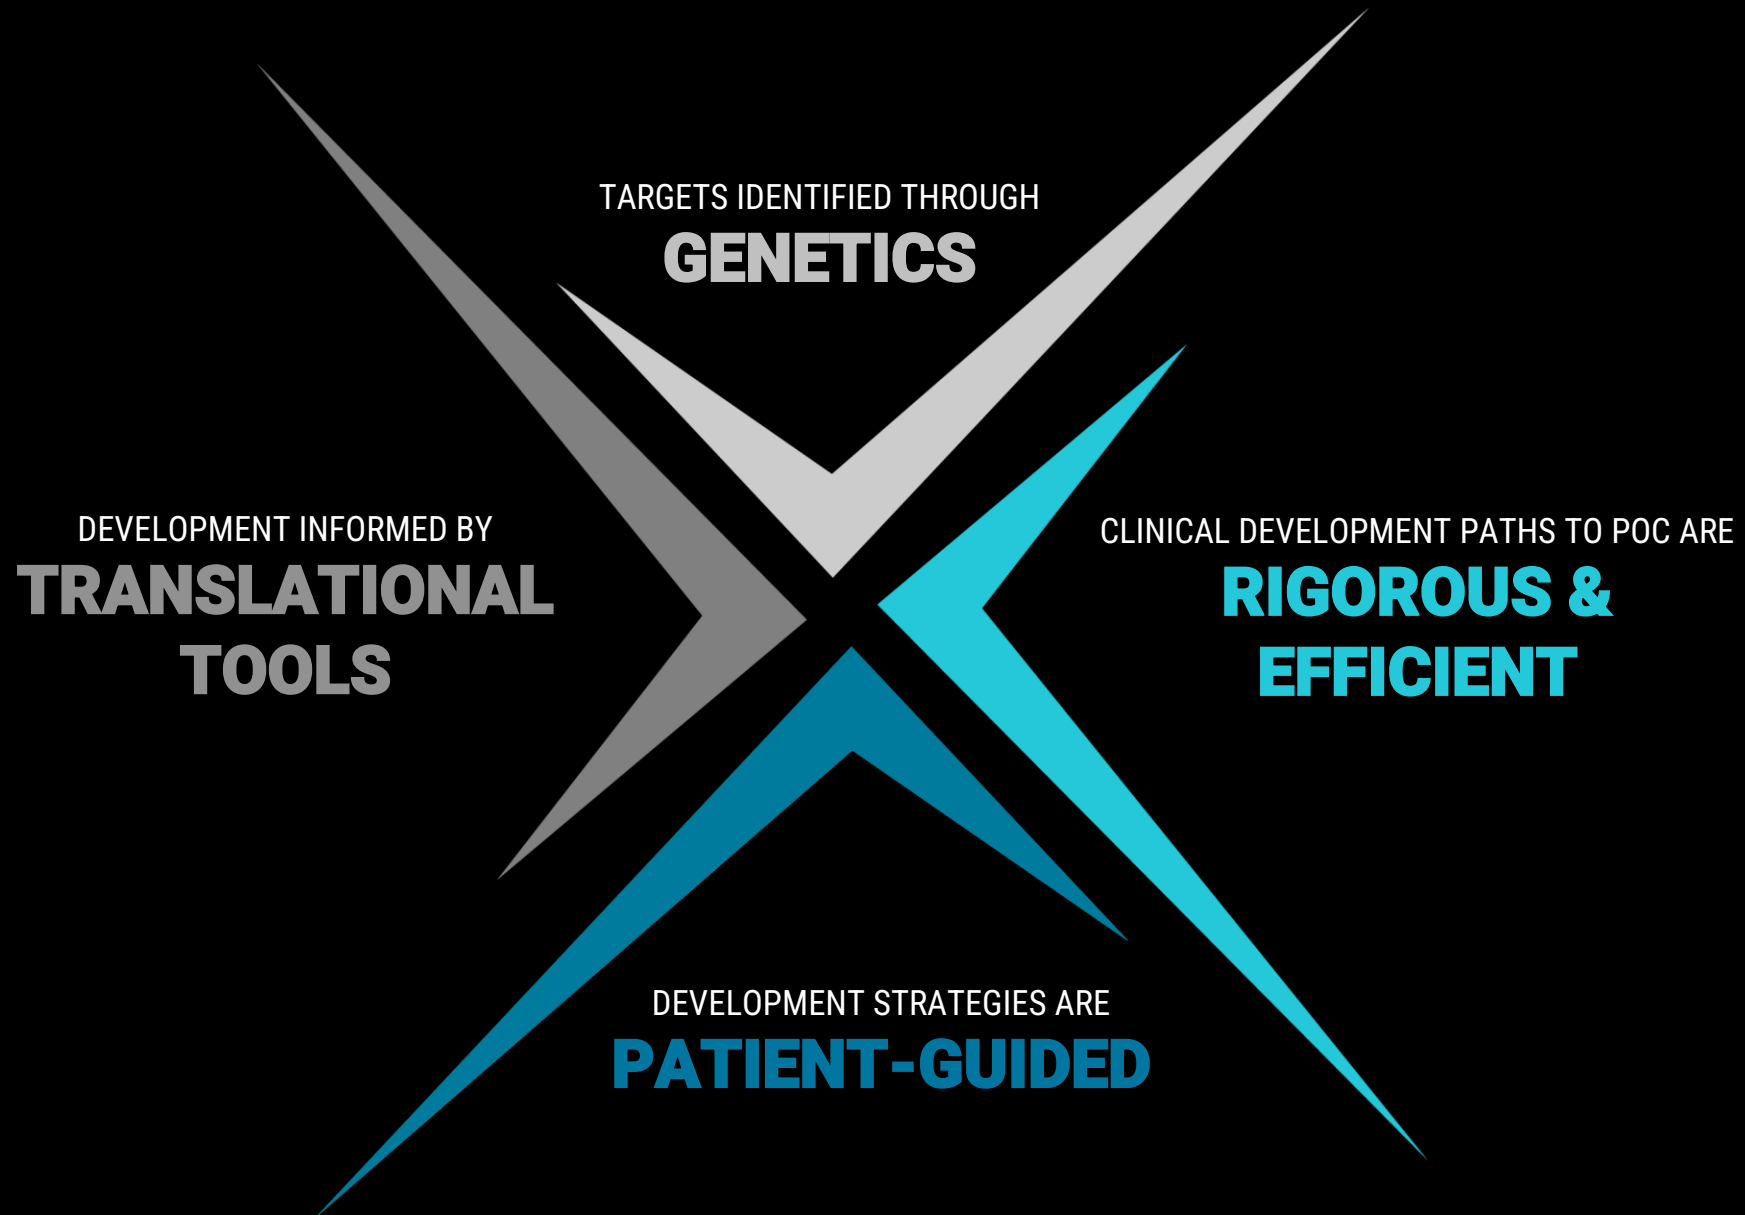 TARGETS IDENTIFIED THROUGH
GENETICS
DEVELOPMENT INFORMED BY
TRANSLATIONAL
TOOLS
CLINICAL DEVELOPMENT PATHS TO POC ARE
RIGOROUS &
EFFICIENT
DEVELOPMENT STRATEGIES ARE
PATIENT-GUIDED